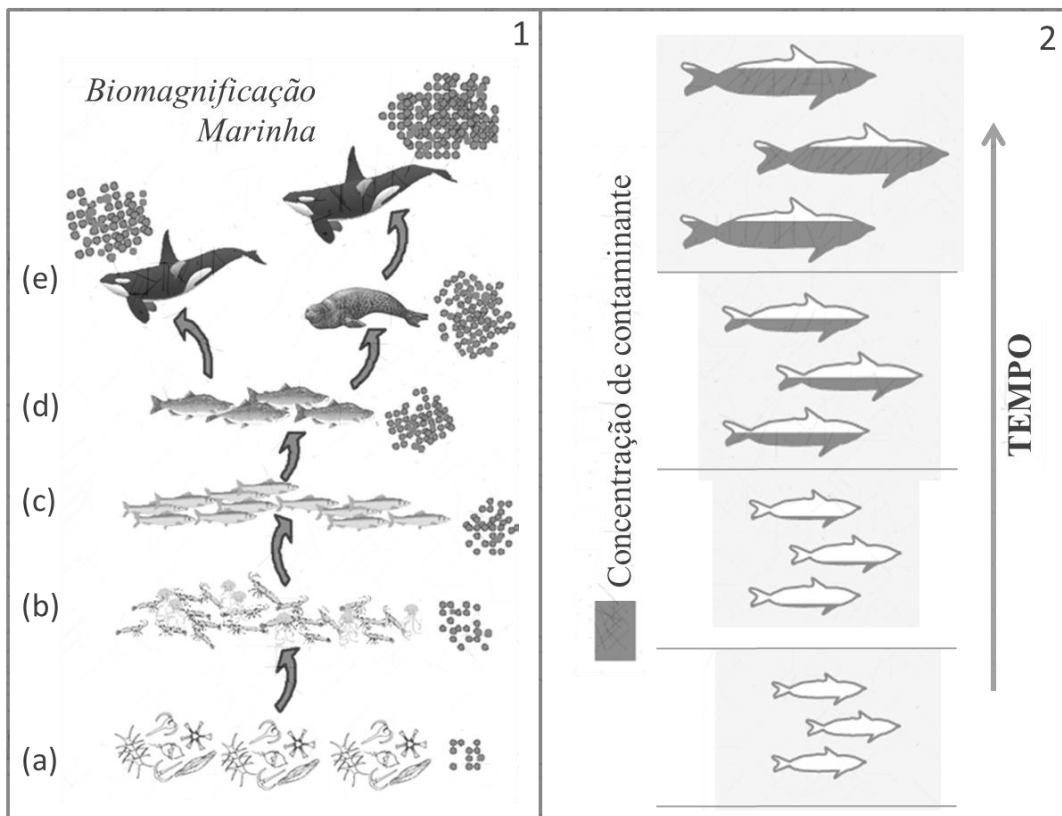 1
Biomagnificação
Marinha
(e)
(d)
(c)
(b)
(a)
2
Concentração de contaminante
TEMPO